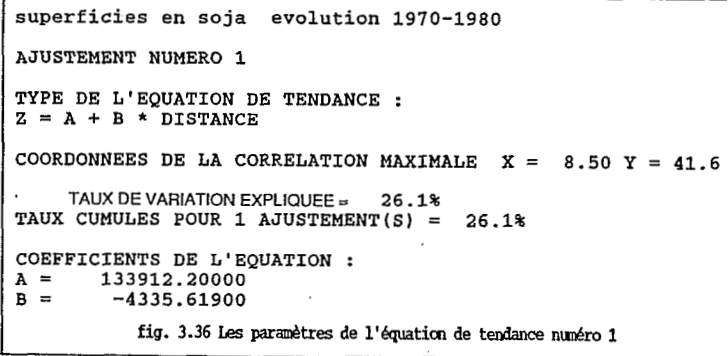 superficies en soja evolution 1970-1980
AJUSTEMENT NUMERO 1
TYPE DE L'EQUATION DE TENDANCE :
Z = A + B * DISTANCE
COORDONNEES DE LA CORRELATION MAXIMALE X = 8.50 Y = 41.6
TAUX DE VARIATION EXPLIQUEE = 26.1%
TAUX CUMULES POUR 1 AJUSTEMENT(S) = 26.1%
COEFFICIENTS DE L'EQUATION :
A = 133912.20000
B = -4335.61900
fig. 3.36 Les paramètres de l'équation de tendance numéro 1